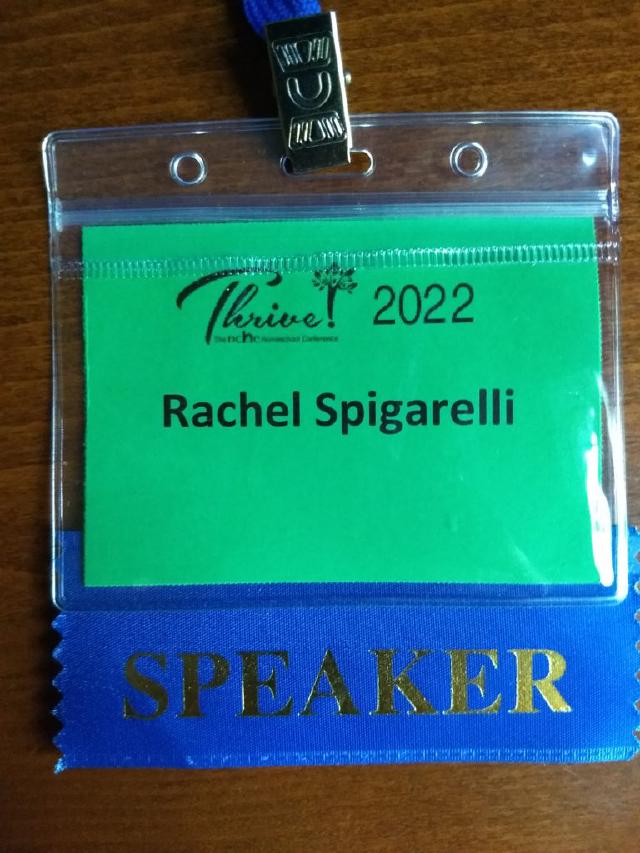 Thrive! 2022
The nche Homeschool Conference
Rachel Spigarelli
SPEAKER